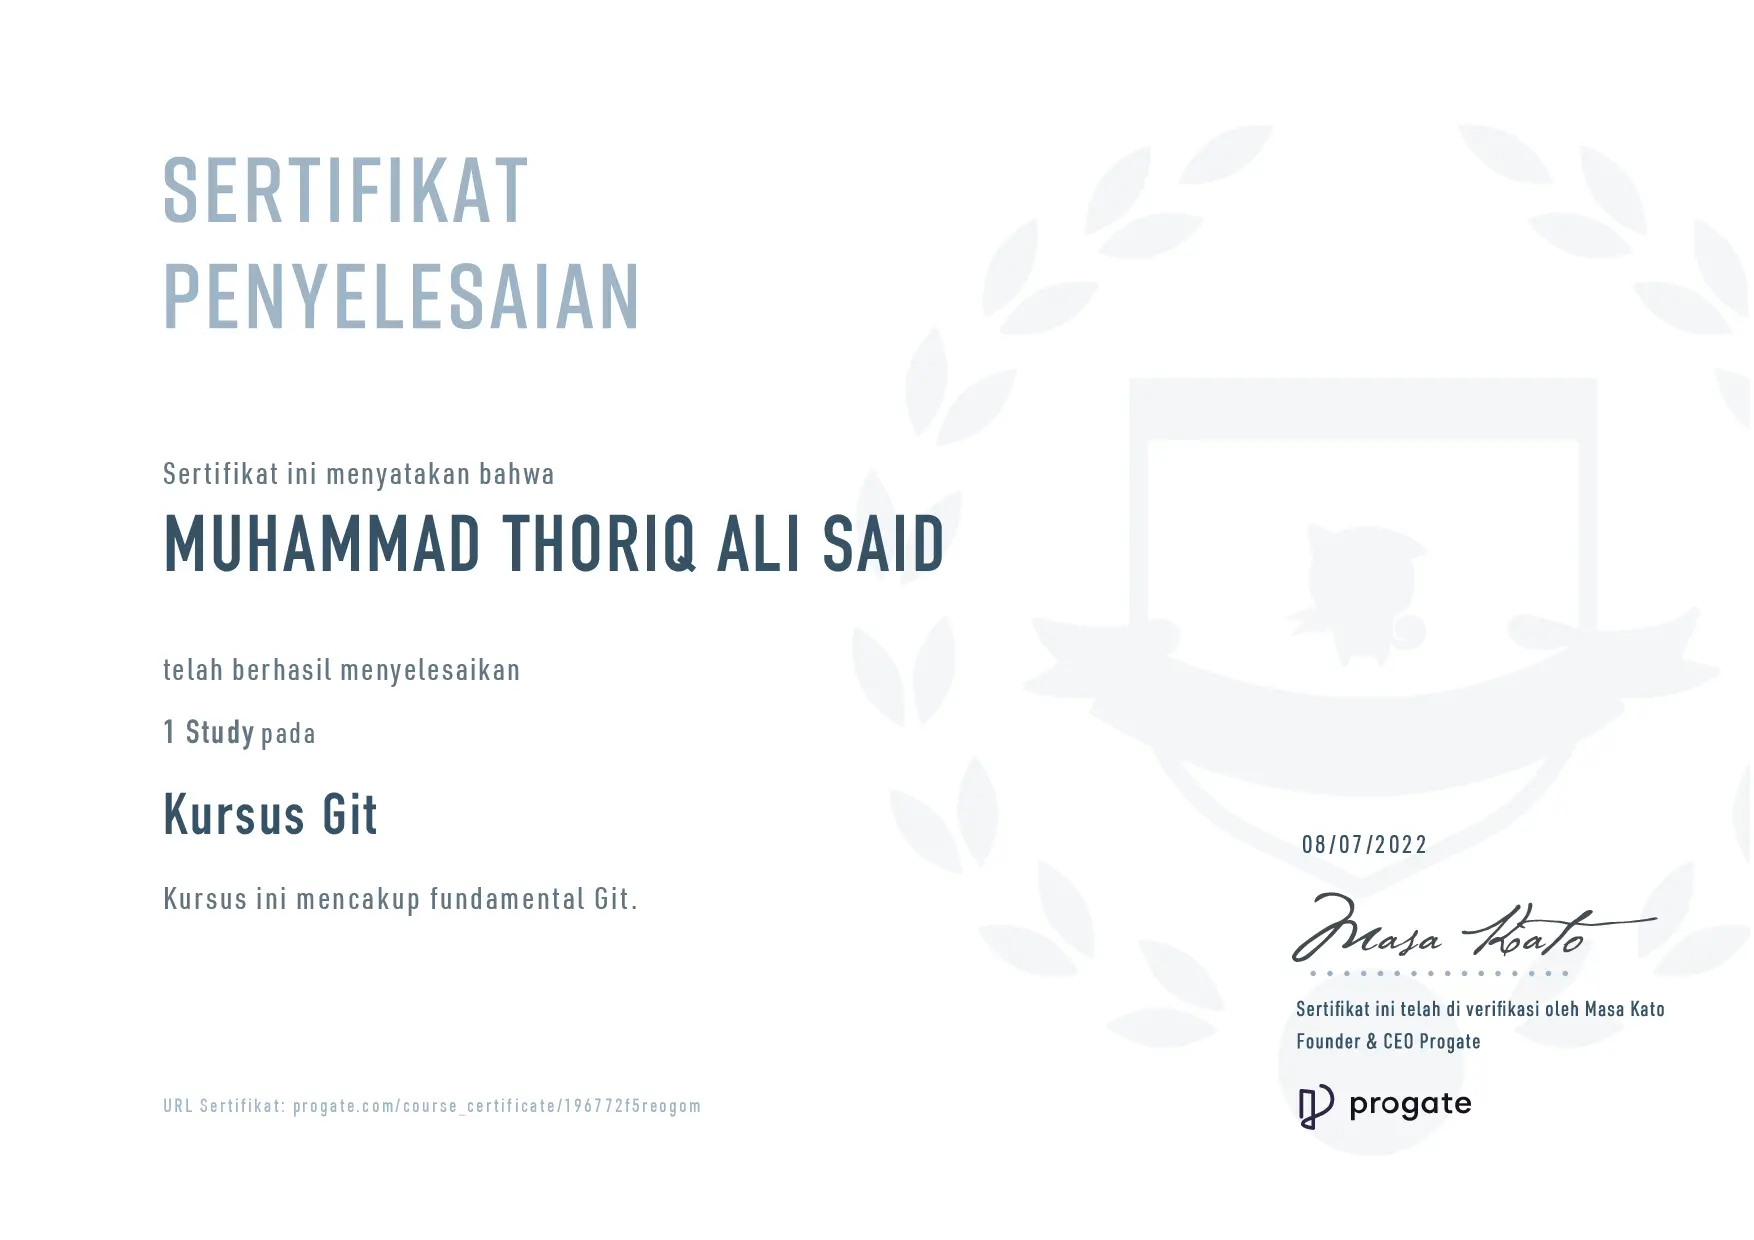 SERTIFIKAT
PENYELESAIAN
Sertifikat ini menyatakan bahwa
MUHAMMAD THORIQ ALI SAID
telah berhasil menyelesaikan
1 Study pada
Kursus Git
Kursus ini mencakup fundamental Git.
08/07/2022
Masa Kato
Sertifikat ini telah di verifikasi oleh Masa Kato
Founder & CEO Progate
progate
URL Sertifikat: progate.com/course_certificate/196772f5reogom